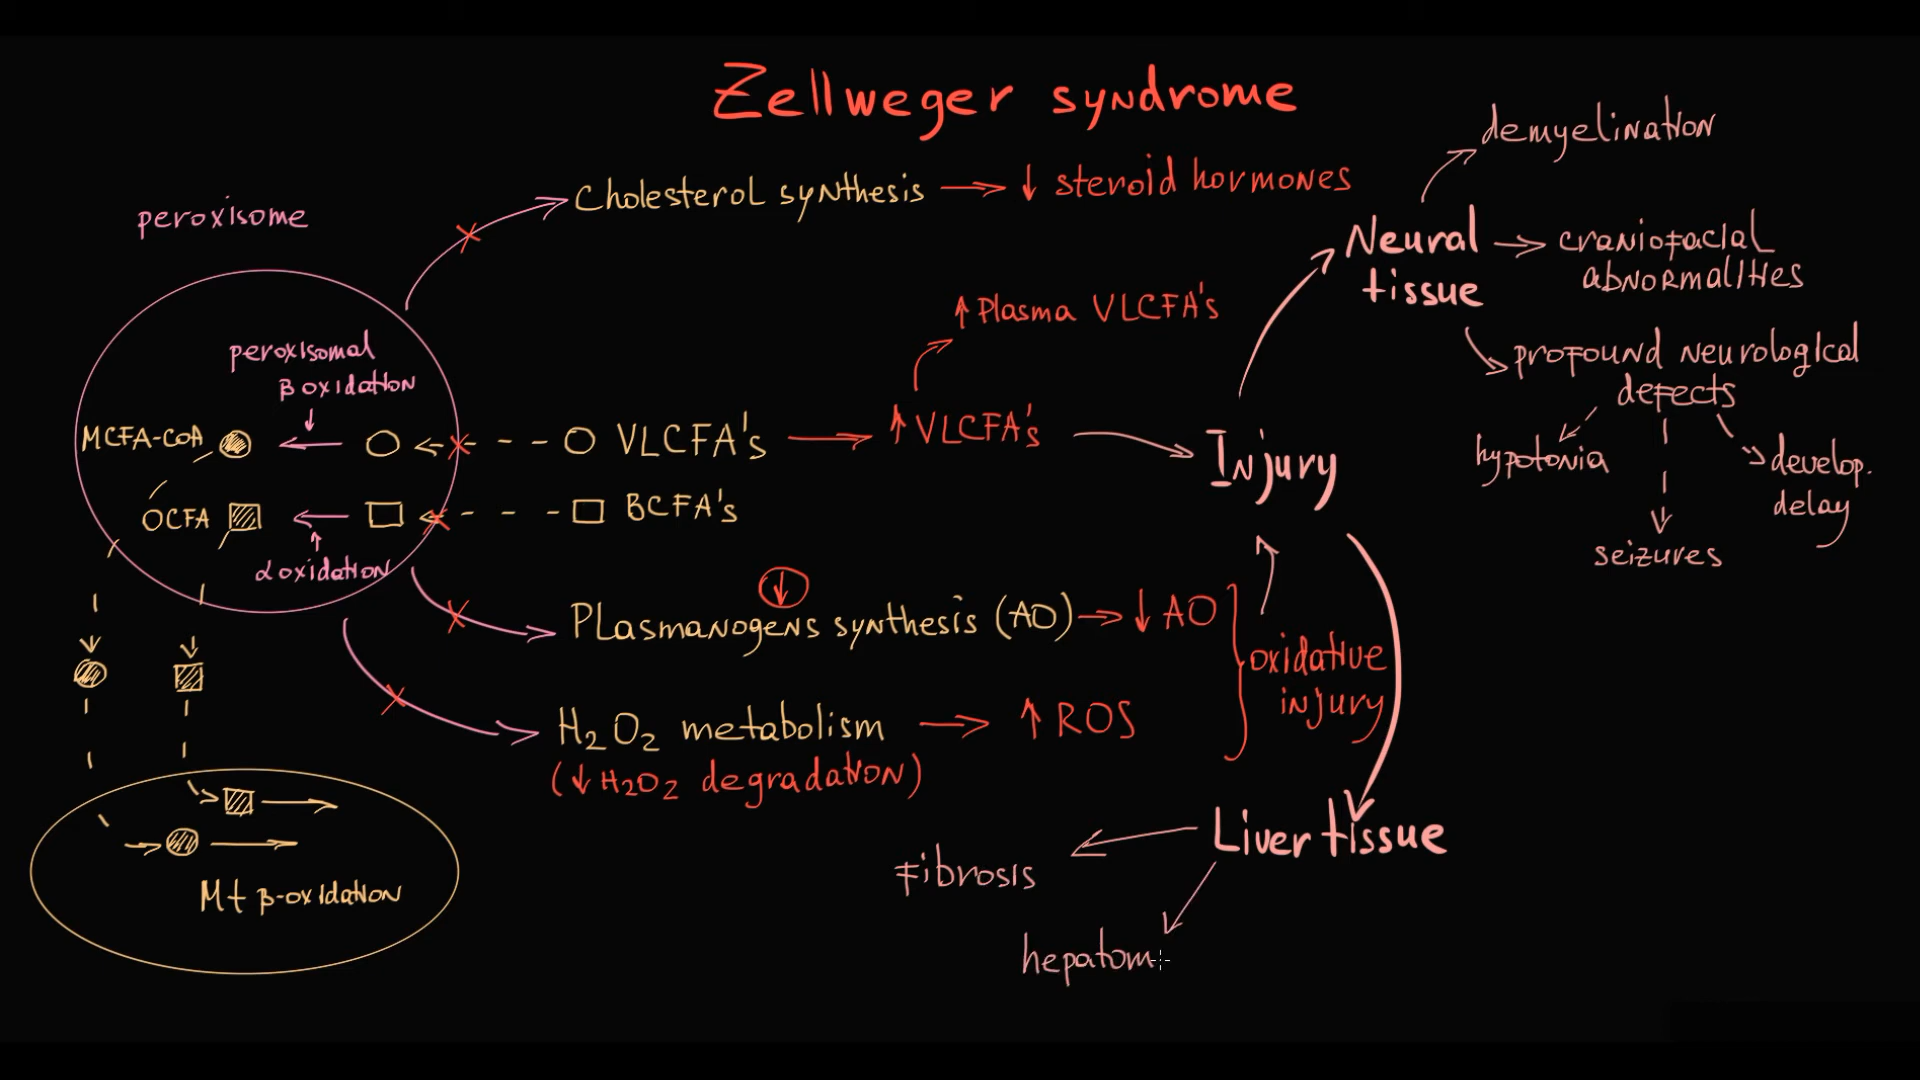 Zellweger syndrome
peroxisome
Cholesterol synthesis → ↓ steroid hormones
peroxisomal
β oxidation
MCFA-CoA
OCFA
α oxidation
VLCFA's → ↑ VLCFA's
↑ Plasma VLCFA's
BCFA's
Plasmanogens synthesis (AO) → ↓ AO
H2O2 metabolism → ↑ ROS
(↓ H2O2 degradation)
oxidative
injury
Injury
Neural
tissue
demyelination
craniofacial
abnormalities
profound neurological
defects
hypotonia
seizures
develop.
delay
Liver tissue
fibrosis
hepatom
Mt β-oxidation